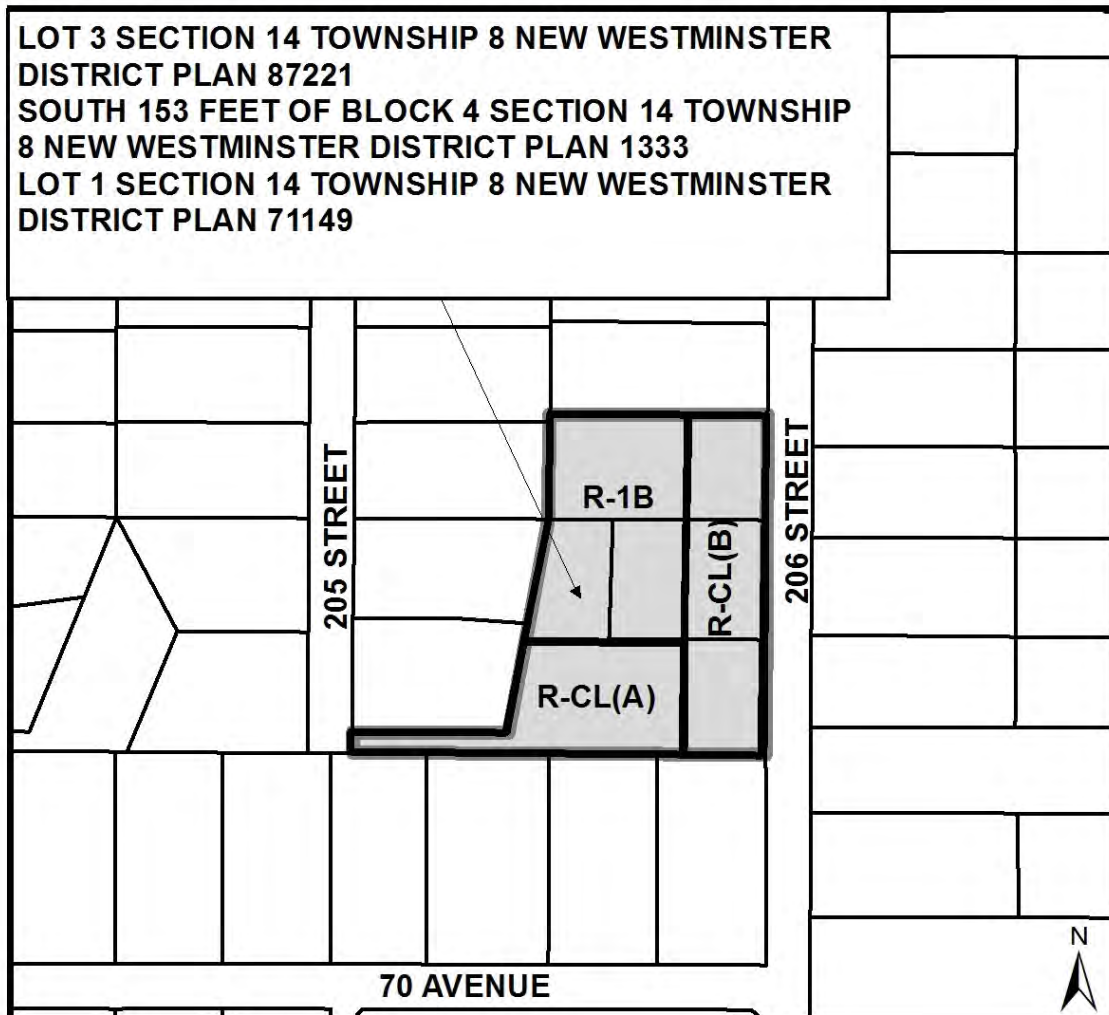 LOT 3 SECTION 14 TOWNSHIP 8 NEW WESTMINSTER
DISTRICT PLAN 87221
SOUTH 153 FEET OF BLOCK 4 SECTION 14 TOWNSHIP
8 NEW WESTMINSTER DISTRICT PLAN 1333
LOT 1 SECTION 14 TOWNSHIP 8 NEW WESTMINSTER
DISTRICT PLAN 71149
R-1B
205 STREET
R-CL(B)
206 STREET
R-CL(A)
70 AVENUE
N